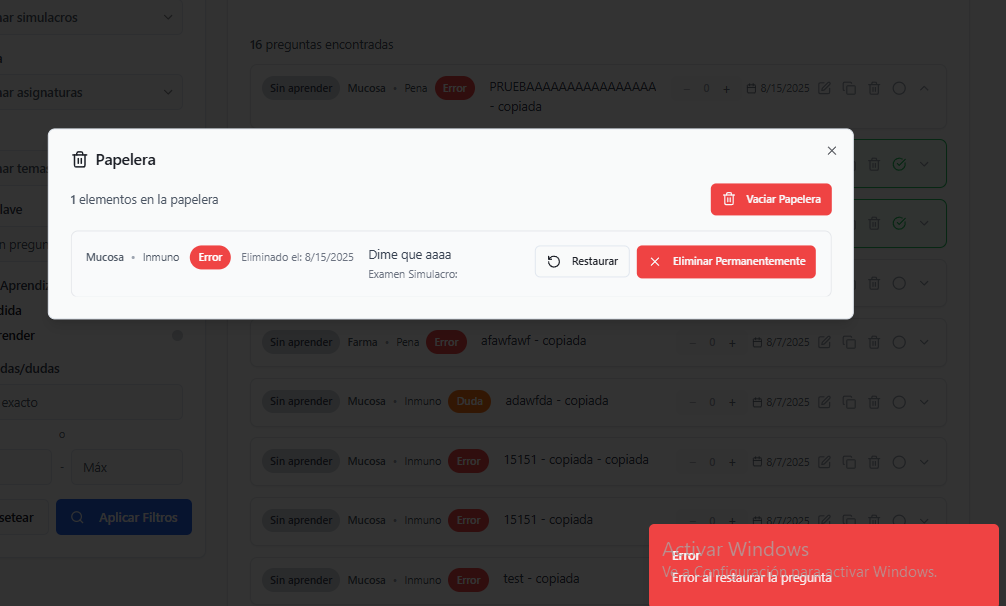 ar simulacros
16 preguntas encontradas
Sin aprender Mucosa • Pena Error PRUEBAAAAAAAAAAAAAAAAA - 0 + 8/15/2025
- copiada
ar asignaturas
Papelera
1 elementos en la papelera
Vaciar Papelera
Mucosa • Inmuno Error Eliminado el: 8/15/2025 Dime que aaaa
Examen Simulacro:
Restaurar
Eliminar Permanentemente
nar temas
lave
n pregun
Aprendiz
dida
render
das/dudas
exacto
o
- Máx
setear
Aplicar Filtros
Sin aprender Farma • Pena Error afawfawf - copiada - 0 + 8/7/2025
Sin aprender Mucosa • Inmuno Duda adawfda - copiada - 0 + 8/7/2025
Sin aprender Mucosa • Inmuno Error 15151 - copiada - copiada - 0 + 8/7/2025
Sin aprender Mucosa • Inmuno Error 15151 - copiada - 0 + 8/7/2025
Sin aprender Mucosa • Inmuno Error test - copiada
Activar Windows
Error
Ve a Configuración para activar Windows.
Error al restaurar la pregunta